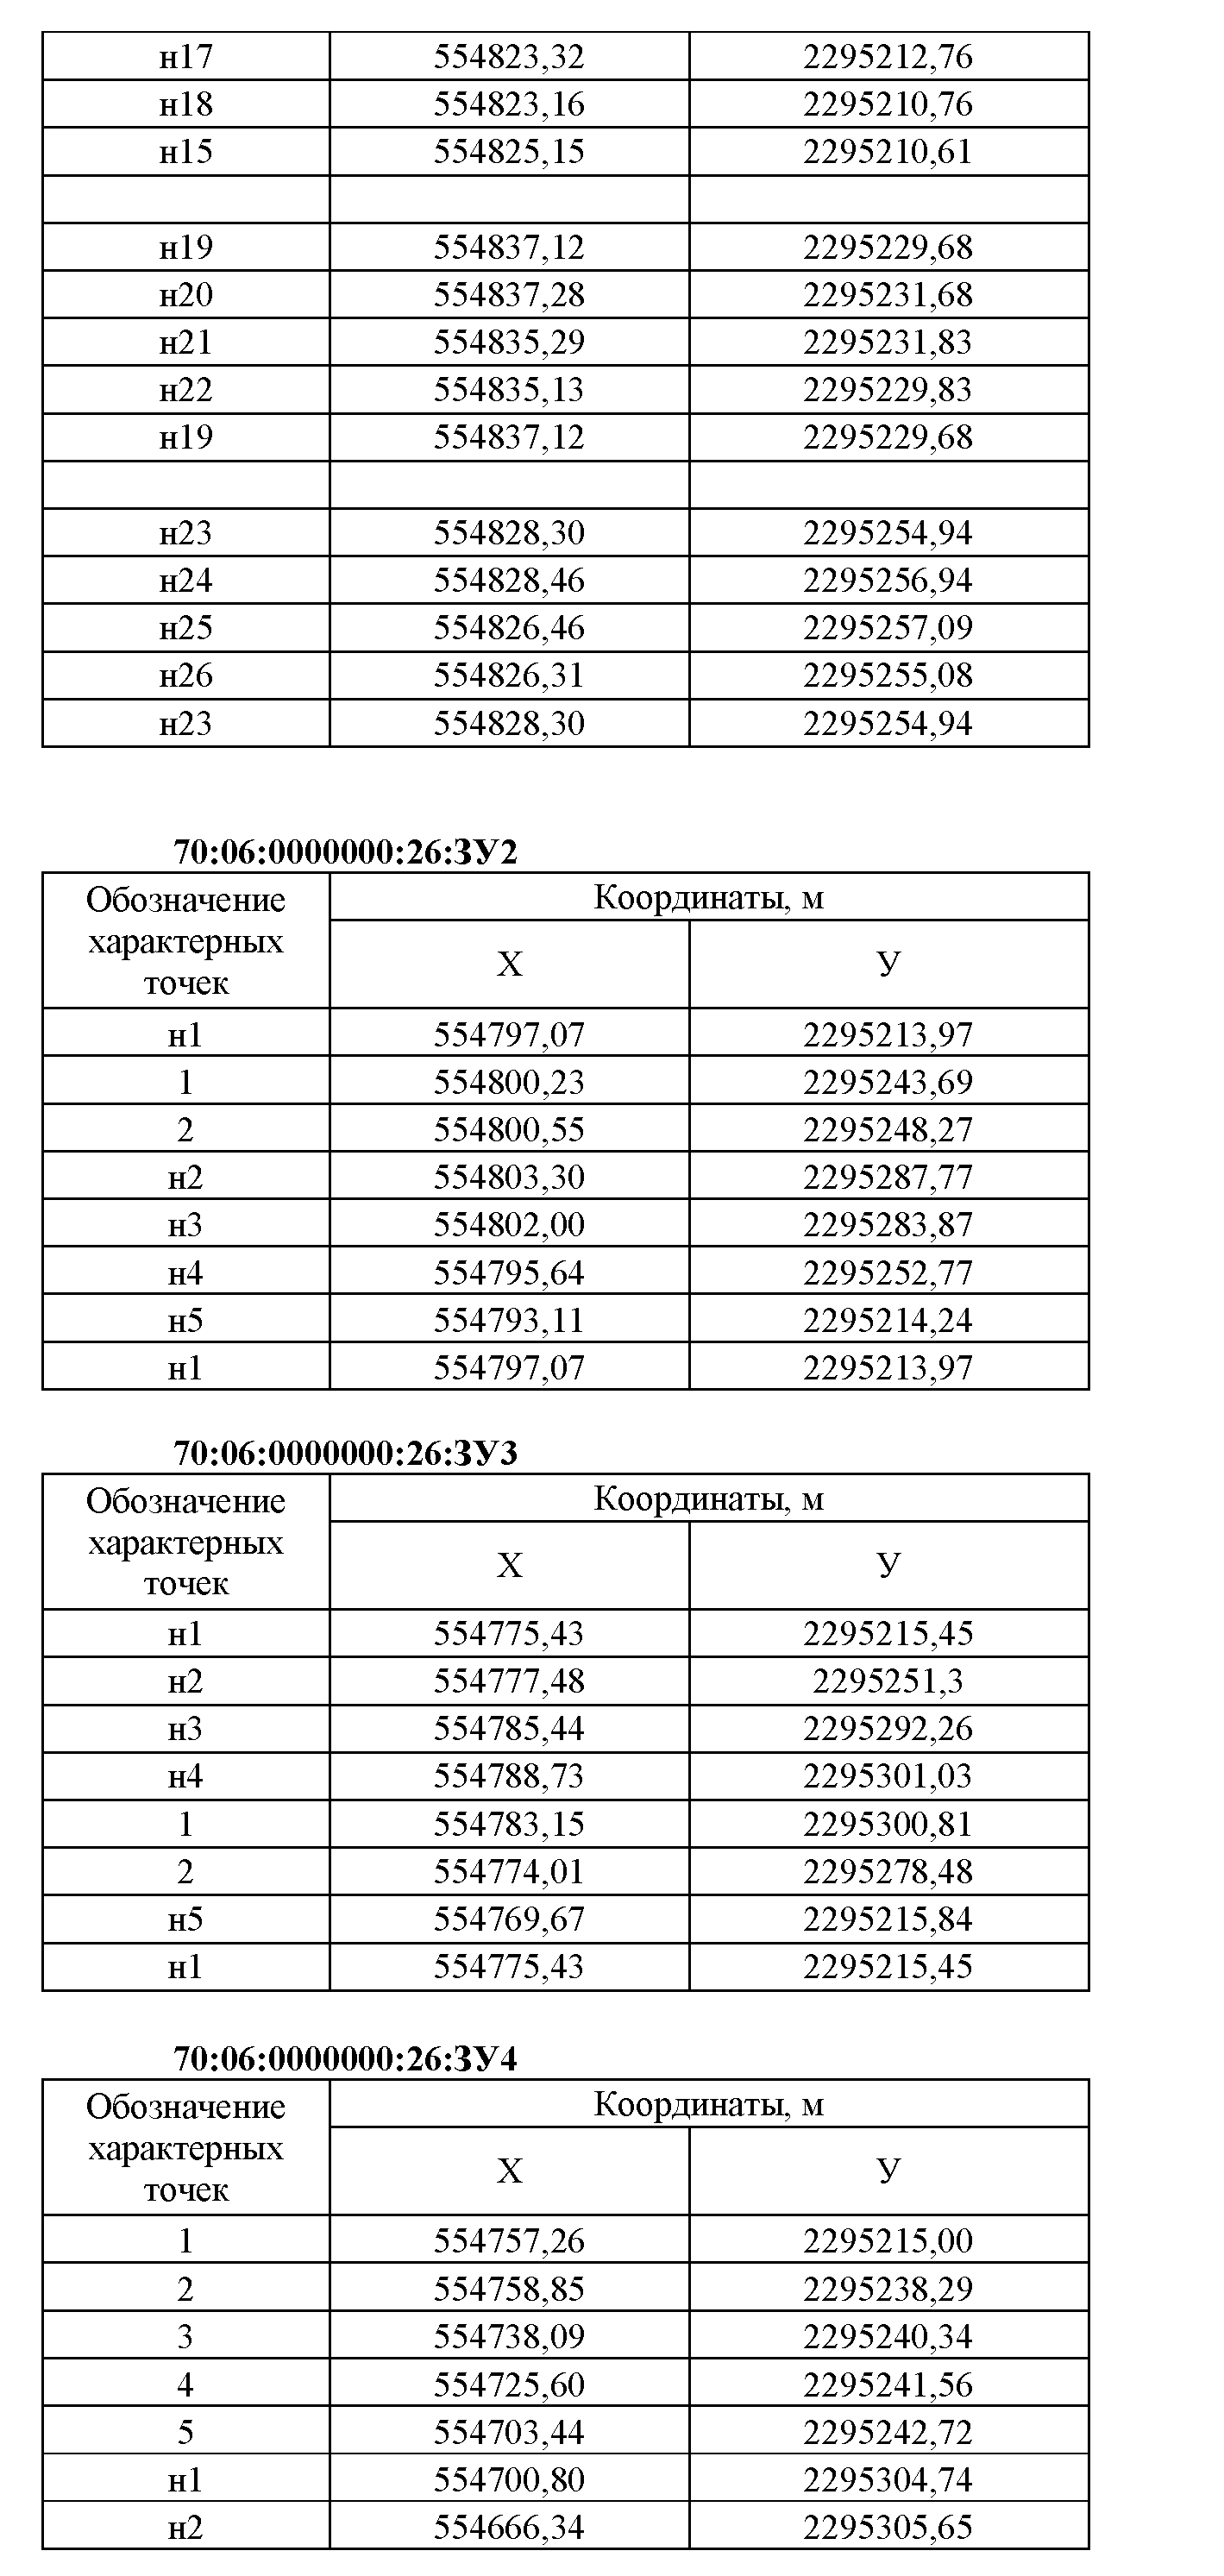 н17 554823,32 2295212,76
н18 554823,16 2295210,76
н15 554825,15 2295210,61
н19 554837,12 2295229,68
н20 554837,28 2295231,68
н21 554835,29 2295231,83
н22 554835,13 2295229,83
н19 554837,12 2295229,68
н23 554828,30 2295254,94
н24 554828,46 2295256,94
н25 554826,46 2295257,09
н26 554826,31 2295255,08
н23 554828,30 2295254,94
70:06:0000000:26:ЗУ2
Обозначение
характерных
точек
Координаты, м
Х У
н1 554797,07 2295213,97
1 554800,23 2295243,69
2 554800,55 2295248,27
н2 554803,30 2295287,77
н3 554802,00 2295283,87
н4 554795,64 2295252,77
н5 554793,11 2295214,24
н1 554797,07 2295213,97
70:06:0000000:26:ЗУ3
Обозначение
характерных
точек
Координаты, м
Х У
н1 554775,43 2295215,45
н2 554777,48 2295251,3
н3 554785,44 2295292,26
н4 554788,73 2295301,03
1 554783,15 2295300,81
2 554774,01 2295278,48
н5 554769,67 2295215,84
н1 554775,43 2295215,45
70:06:0000000:26:ЗУ4
Обозначение
характерных
точек
Координаты, м
Х У
1 554757,26 2295215,00
2 554758,85 2295238,29
3 554738,09 2295240,34
4 554725,60 2295241,56
5 554703,44 2295242,72
н1 554700,80 2295304,74
н2 554666,34 2295305,65